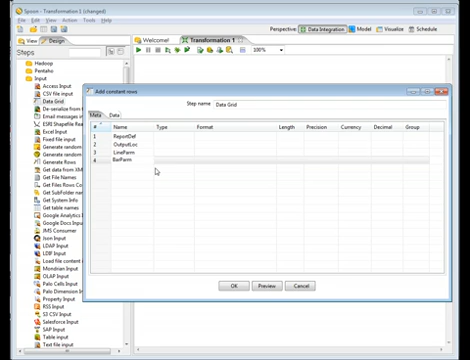 Spoon - Transformation 1 (changed)
File Edit View Action Tools Help
Perspective: Data Integration Model Visualize Schedule
View Design
Welcome! Transformation 1
Steps
100%
Hadoop
Pentaho
Input
Access Input
CSV file input
Data Grid
De-serialize from
Email messages in
ESRI Shapefile Rea
Excel Input
Fixed file input
Generate random
Generate random
Generate Rows
Get data from XM
Get File Names
Get Files Rows Co
Get SubFolder na
Get System Info
Get table names
Google Analytics
Google Docs Inpu
JMS Consumer
Json Input
LDAP Input
LDIF Input
Load file content
Mondrian Input
OLAP Input
Palo Cells Input
Palo Dimension In
Property Input
RSS Input
S3 CSV Input
Salesforce Input
SAP Input
Table input
Text file input
Add constant rows
Step name Data Grid
Meta Data
# Name Type Format Length Precision Currency Decimal Group
1 ReportDef
2 OutputLoc
3 LineParm
4 BarParm
OK Preview Cancel